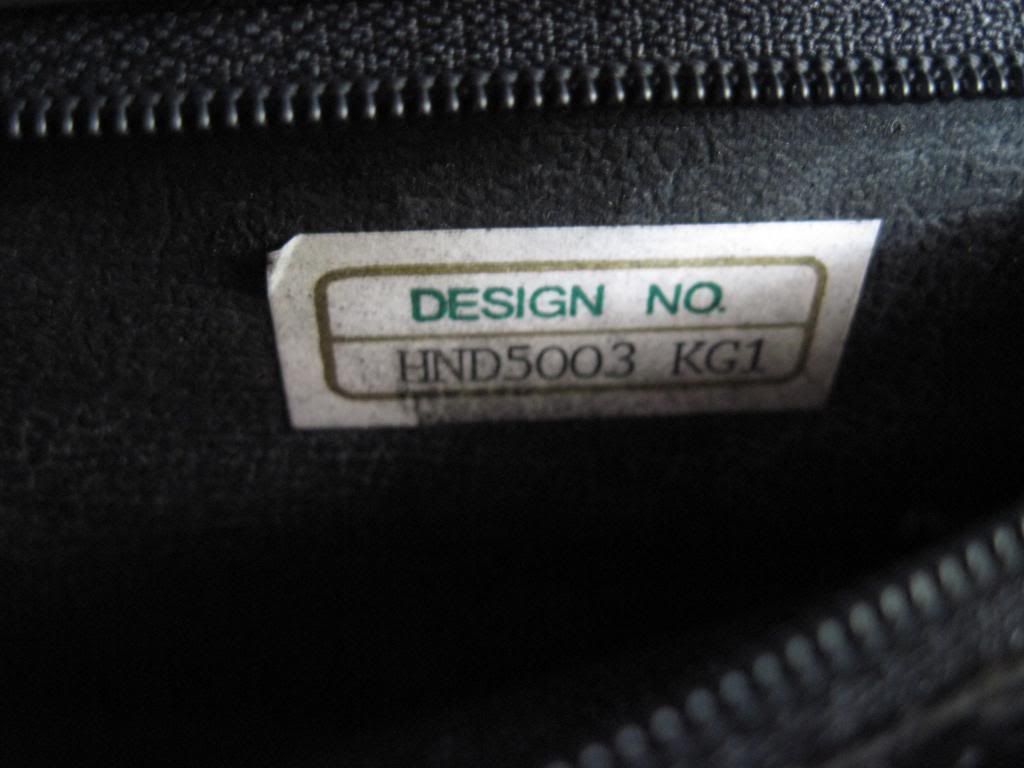 DESIGN NO.
HND5003 KG1